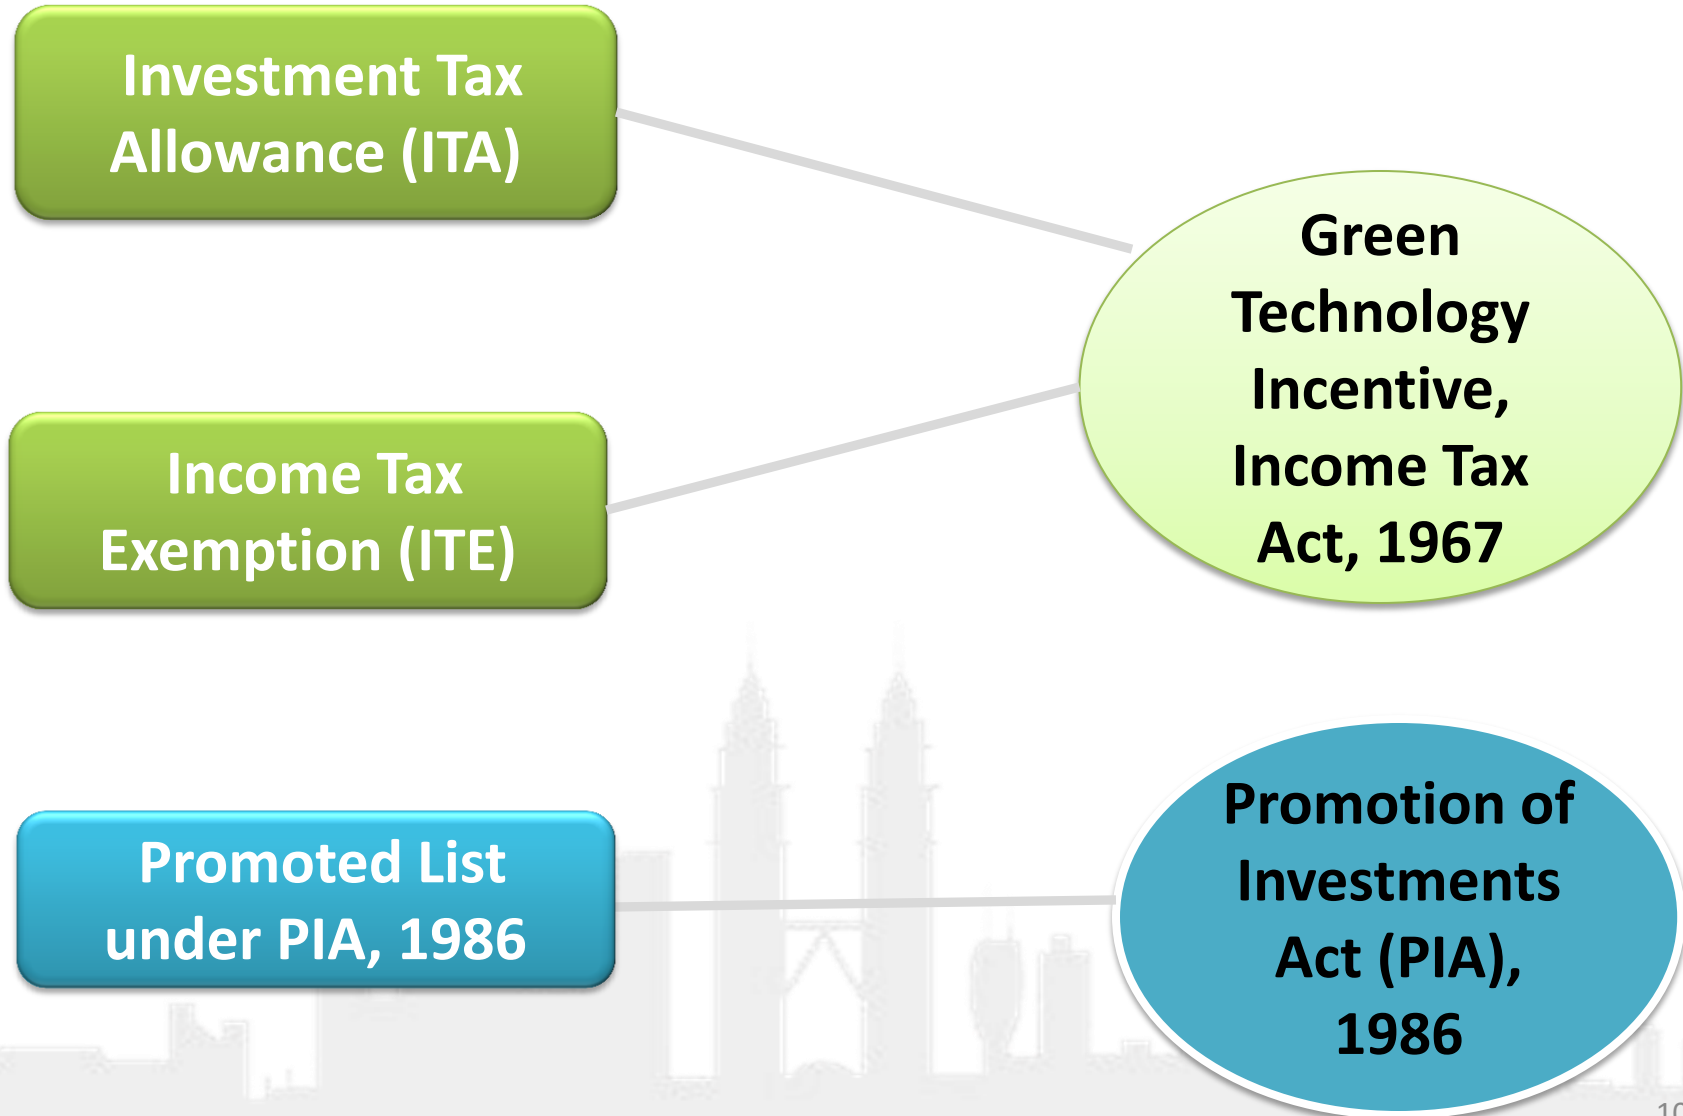 Investment Tax
Allowance (ITA)
Green
Technology
Incentive,
Income Tax
Act, 1967
Income Tax
Exemption (ITE)
Promoted List
under PIA, 1986
Promotion of
Investments
Act (PIA),
1986
10